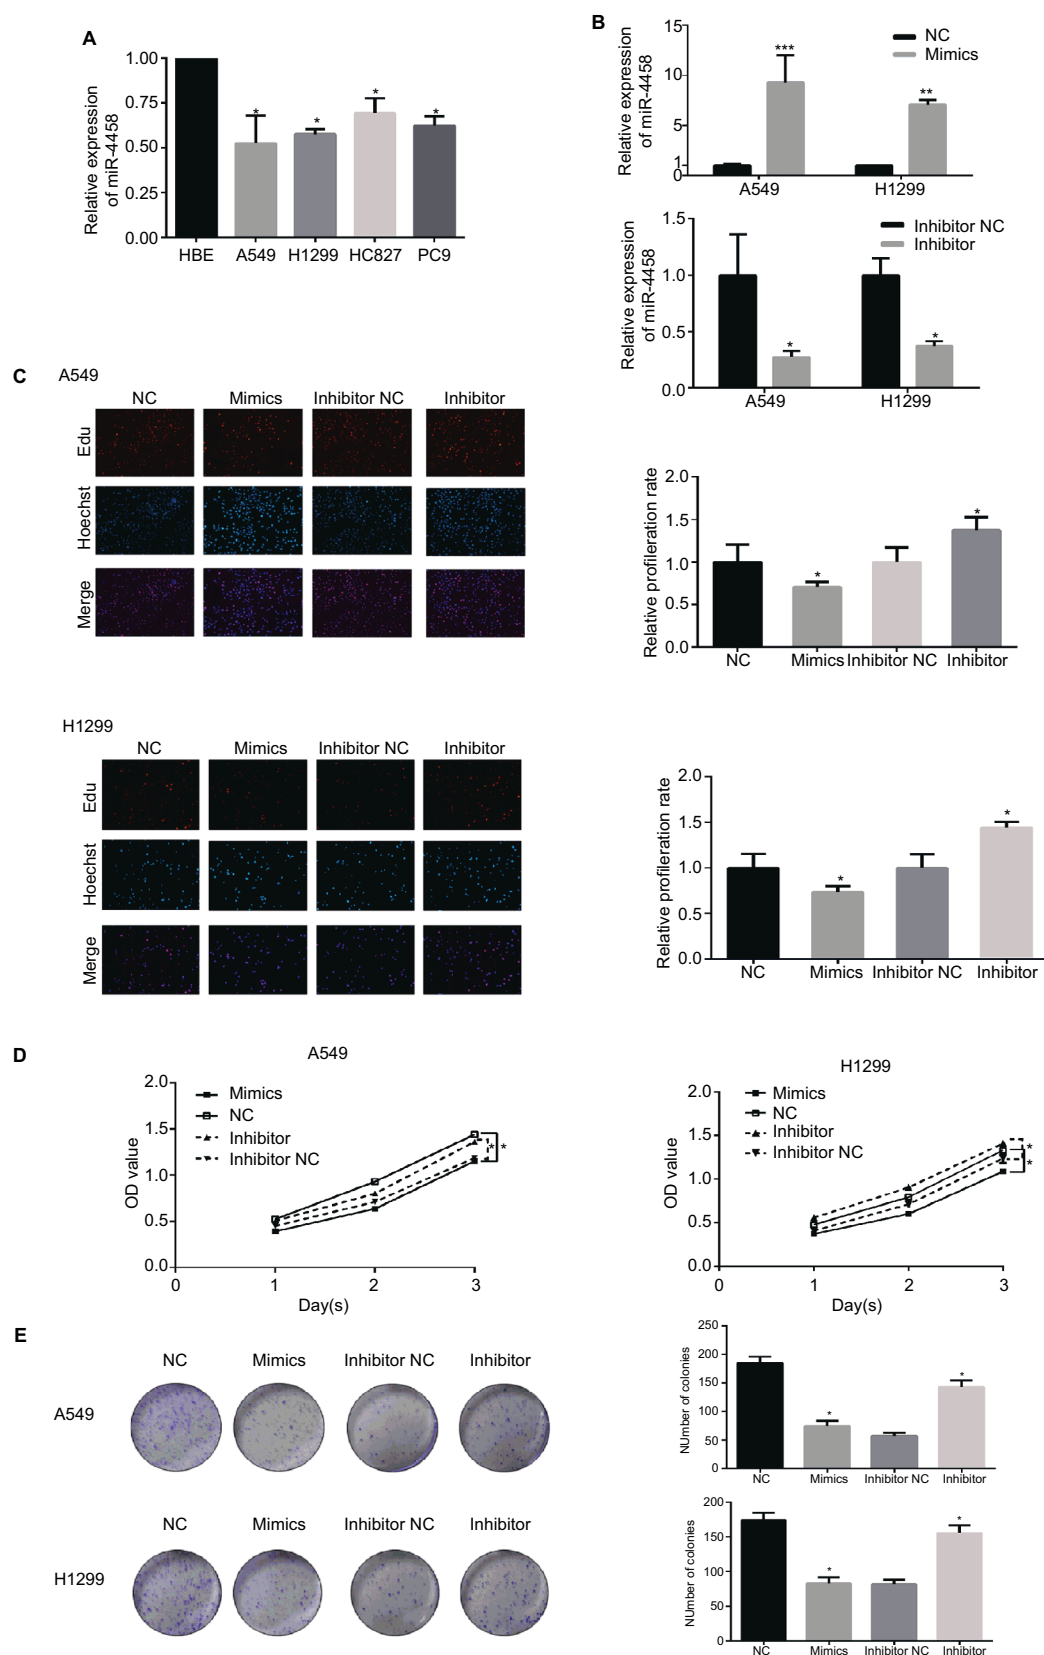 A
Relative expression
of miR-4458
1.00
0.75
0.50
0.25
0.00
* * * *
HBE A549 H1299 HC827 PC9
B
Relative expression
of miR-4458
15
10
5
1
0
NC
Mimics
*** **
A549 H1299
Relative expression
of miR-4458
1.5
1.0
0.5
0.0
Inhibitor NC
Inhibitor
* *
A549 H1299
C
A549
NC Mimics Inhibitor NC Inhibitor
Edu
Hoechst
Merge
Relative profileration rate
2.0
1.5
1.0
0.5
0.0
* *
NC Mimics Inhibitor NC Inhibitor
H1299
NC Mimics Inhibitor NC Inhibitor
Edu
Hoechst
Merge
Relative profileration rate
2.0
1.5
1.0
0.5
0.0
* *
NC Mimics Inhibitor NC Inhibitor
D
A549
OD value
2.0
1.5
1.0
0.5
0.0
Mimics
NC
Inhibitor
Inhibitor NC
* *
0 1 2 3
Day(s)
H1299
OD value
2.0
1.5
1.0
0.5
0.0
Mimics
NC
Inhibitor
Inhibitor NC
*
*
0 1 2 3
Day(s)
E
NC Mimics Inhibitor NC Inhibitor
A549
NUmber of colonies
250
200
150
100
50
0
* *
NC Mimics Inhibitor NC Inhibitor
NC Mimics Inhibitor NC Inhibitor
H1299
NUmber of colonies
200
150
100
50
0
* *
NC Mimics Inhibitor NC Inhibitor